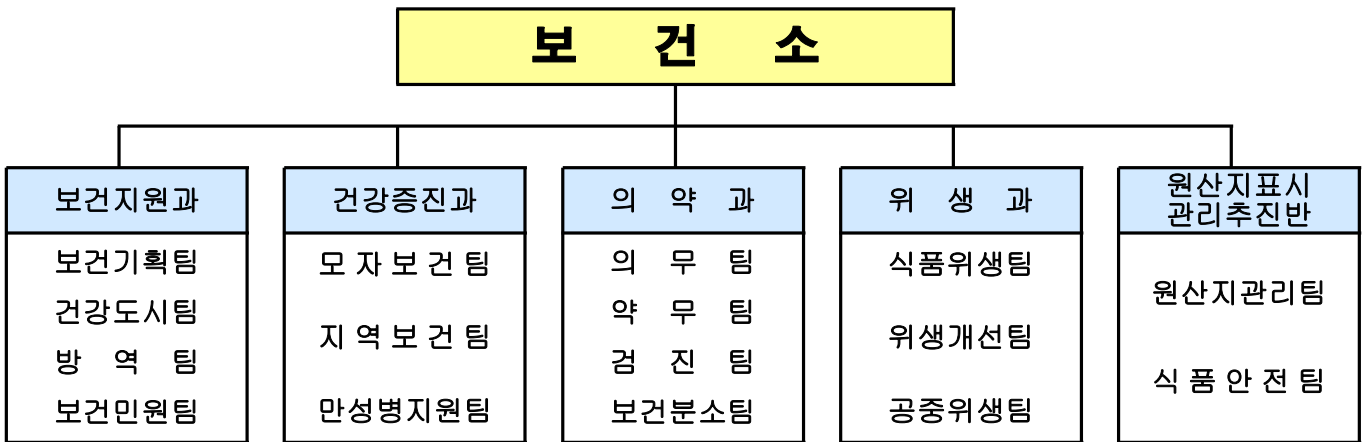 보 건 소
보건지원과
보건기획팀
건강도시팀
방 역 팀
보건민원팀
건강증진과
모 자 보 건 팀
지 역 보 건 팀
만성병지원팀
의 약 과
의 무 팀
약 무 팀
검 진 팀
보건분소팀
위 생 과
식품위생팀
위생개선팀
공중위생팀
원산지표시
관리추진반
원산지관리팀
식 품 안 전 팀